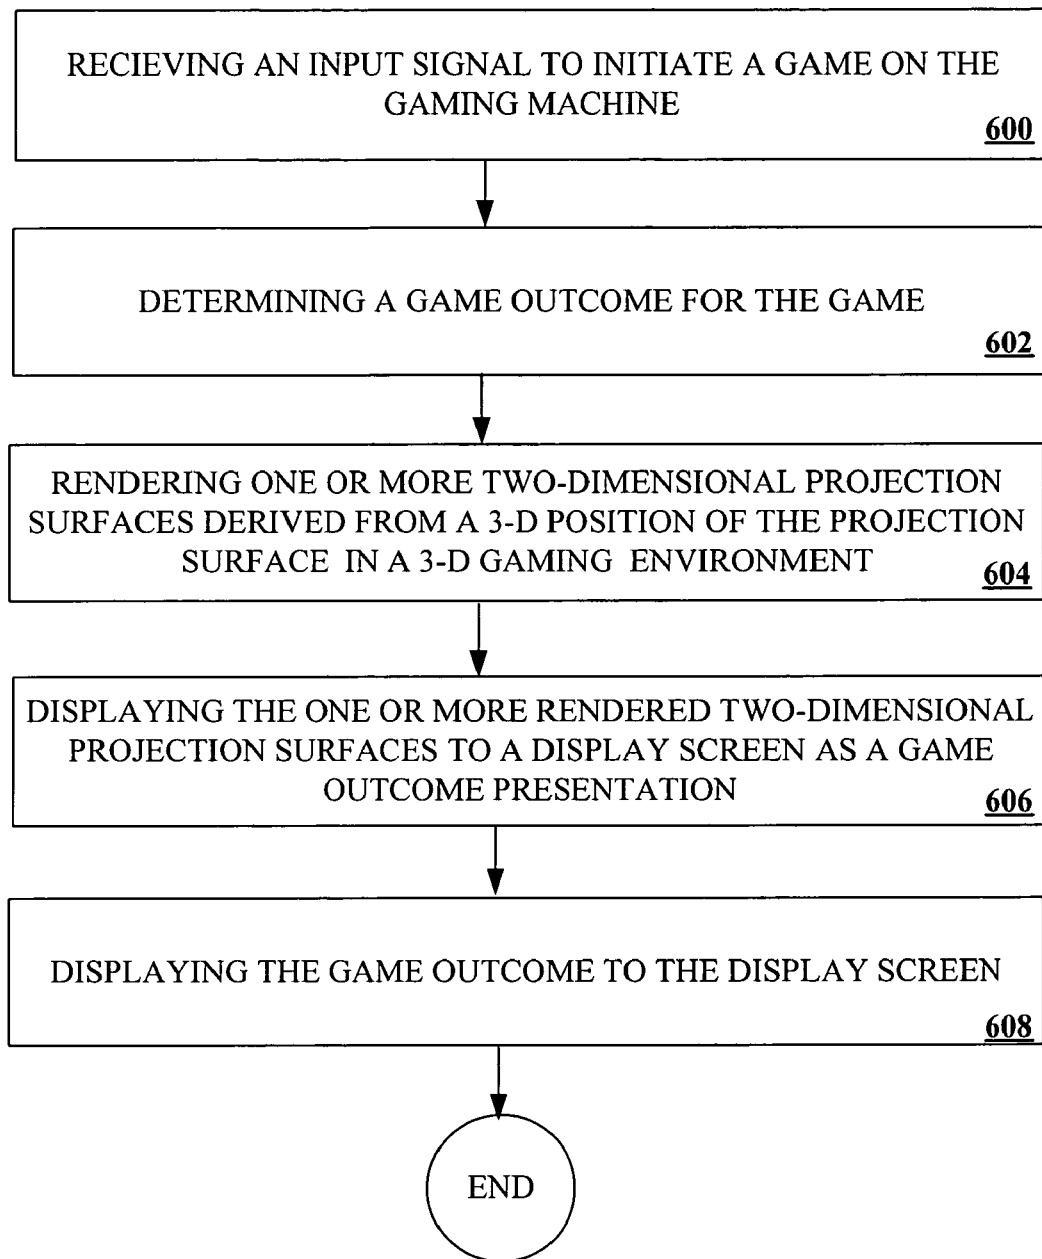 RECIEVING AN INPUT SIGNAL TO INITIATE A GAME ON THE
GAMING MACHINE
600
DETERMINING A GAME OUTCOME FOR THE GAME
602
RENDERING ONE OR MORE TWO-DIMENSIONAL PROJECTION
SURFACES DERIVED FROM A 3-D POSITION OF THE PROJECTION
SURFACE IN A 3-D GAMING ENVIRONMENT
604
DISPLAYING THE ONE OR MORE RENDERED TWO-DIMENSIONAL
PROJECTION SURFACES TO A DISPLAY SCREEN AS A GAME
OUTCOME PRESENTATION
606
DISPLAYING THE GAME OUTCOME TO THE DISPLAY SCREEN
608
END